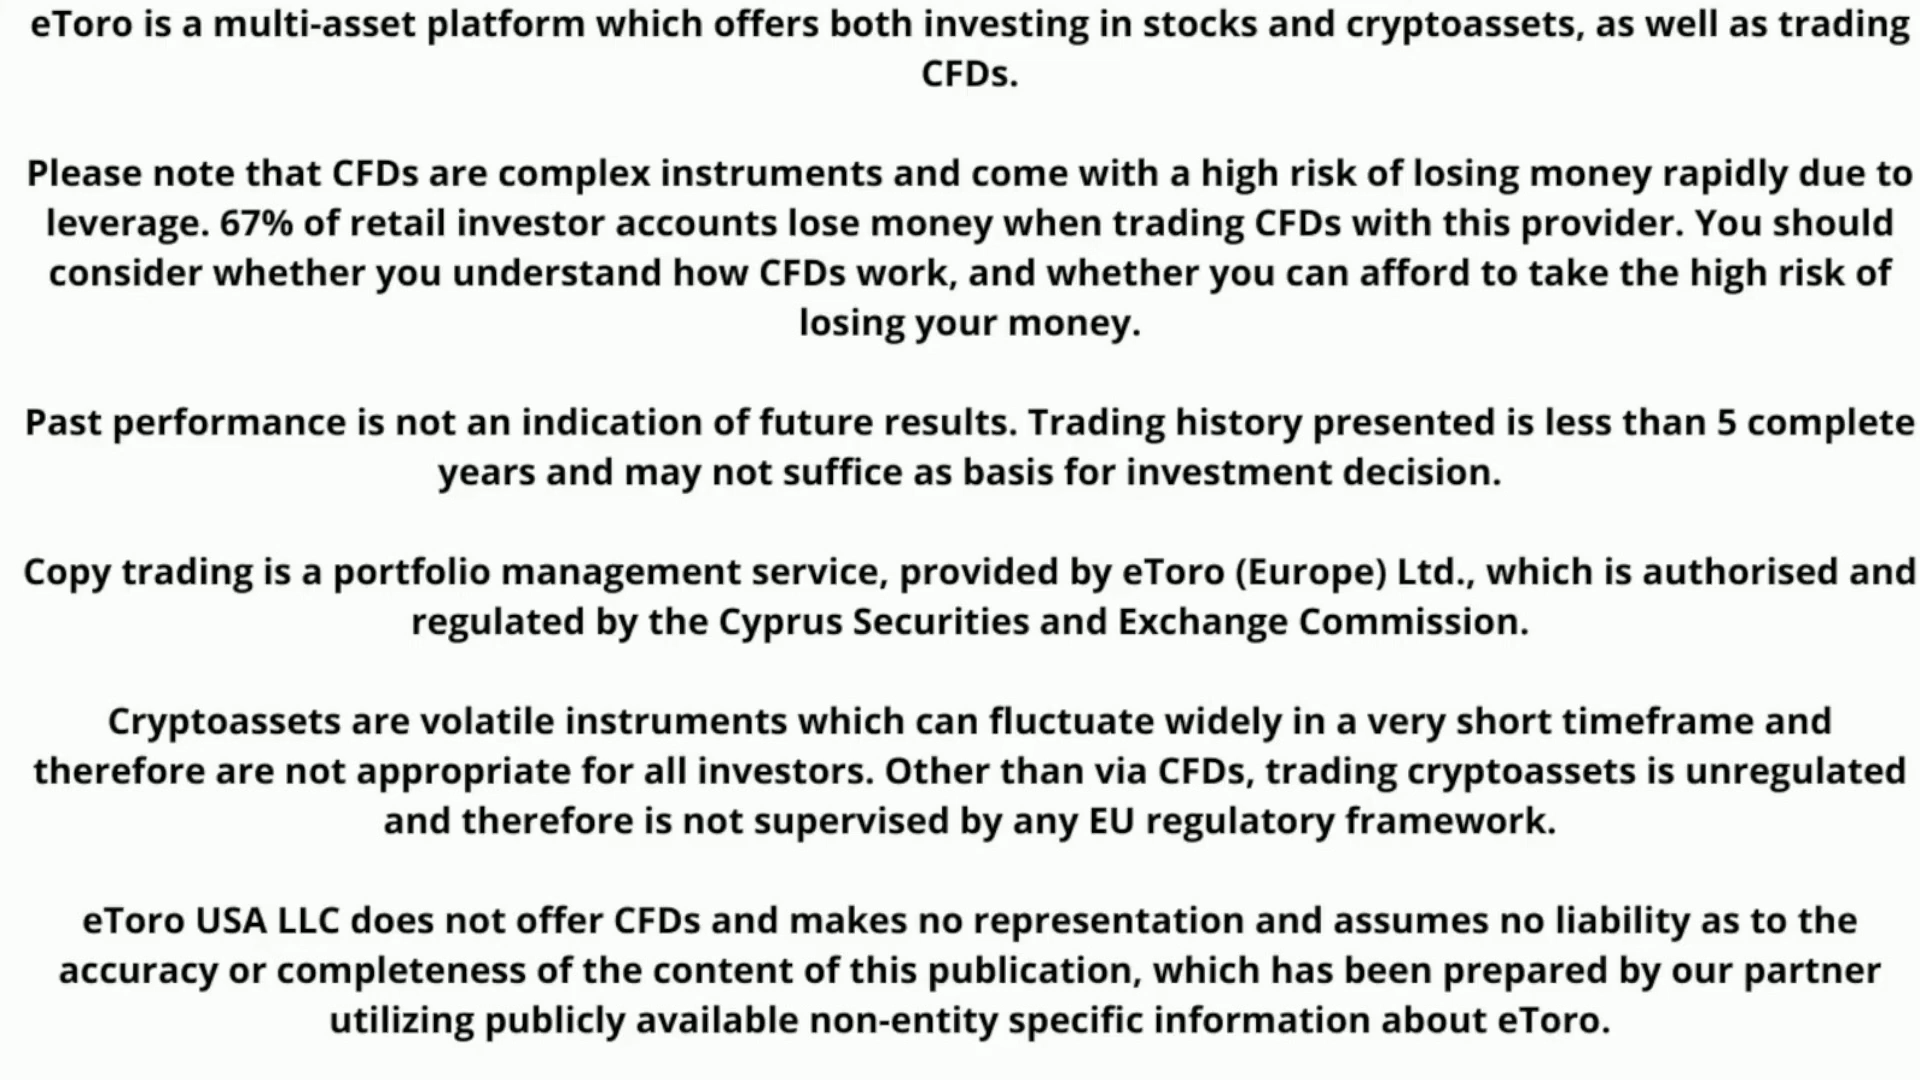 eToro is a multi-asset platform which offers both investing in stocks and cryptoassets, as well as trading
CFDs.
Please note that CFDs are complex instruments and come with a high risk of losing money rapidly due to
leverage. 67% of retail investor accounts lose money when trading CFDs with this provider. You should
consider whether you understand how CFDs work, and whether you can afford to take the high risk of
losing your money.
Past performance is not an indication of future results. Trading history presented is less than 5 complete
years and may not suffice as basis for investment decision.
Copy trading is a portfolio management service, provided by eToro (Europe) Ltd., which is authorised and
regulated by the Cyprus Securities and Exchange Commission.
Cryptoassets are volatile instruments which can fluctuate widely in a very short timeframe and
therefore are not appropriate for all investors. Other than via CFDs, trading cryptoassets is unregulated
and therefore is not supervised by any EU regulatory framework.
eToro USA LLC does not offer CFDs and makes no representation and assumes no liability as to the
accuracy or completeness of the content of this publication, which has been prepared by our partner
utilizing publicly available non-entity specific information about eToro.